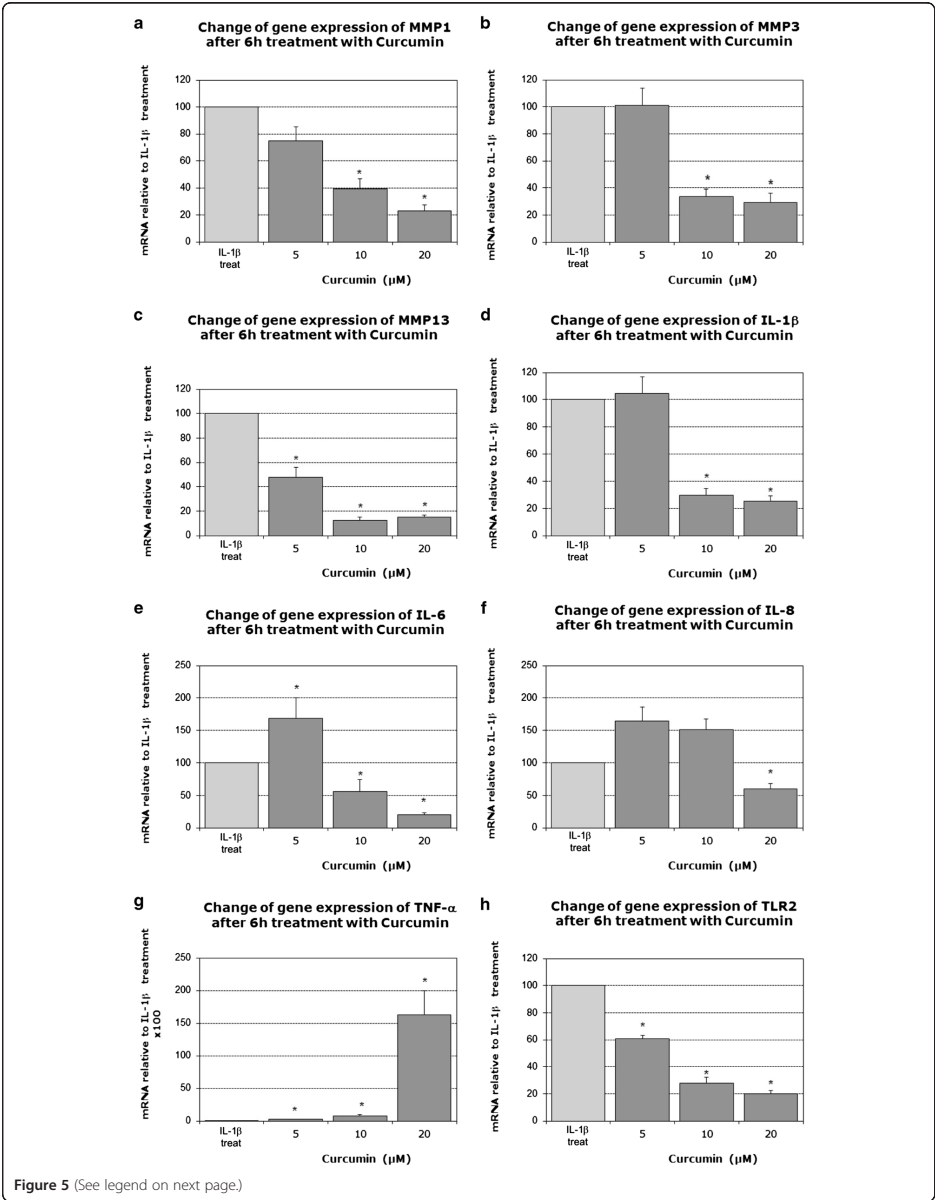 a
Change of gene expression of MMP1
after 6h treatment with Curcumin
mRNA relative to IL-1β treatment
120
100
80
60
40
20
0
*
*
IL-1β
treat
5
10
20
Curcumin (µM)
b
Change of gene expression of MMP3
after 6h treatment with Curcumin
mRNA relative to IL-1β treatment
120
100
80
60
40
20
0
*
*
IL-1β
treat
5
10
20
Curcumin (µM)
c
Change of gene expression of MMP13
after 6h treatment with Curcumin
mRNA relative to IL-1β treatment
120
100
80
60
40
20
0
*
*
*
IL-1β
treat
5
10
20
Curcumin (µM)
d
Change of gene expression of IL-1β
after 6h treatment with Curcumin
mRNA relative to IL-1β treatment
120
100
80
60
40
20
0
*
*
IL-1β
treat
5
10
20
Curcumin (µM)
e
Change of gene expression of IL-6
after 6h treatment with Curcumin
mRNA relative to IL-1β treatment
250
200
150
100
50
0
*
*
*
IL-1β
treat
5
10
20
Curcumin (µM)
f
Change of gene expression of IL-8
after 6h treatment with Curcumin
mRNA relative to IL-1β treatment
250
200
150
100
50
0
*
IL-1β
treat
5
10
20
Curcumin (µM)
g
Change of gene expression of TNF-α
after 6h treatment with Curcumin
mRNA relative to IL-1β treatment
x100
250
200
150
100
50
0
*
*
*
IL-1β
treat
5
10
20
Curcumin (µM)
h
Change of gene expression of TLR2
after 6h treatment with Curcumin
mRNA relative to IL-1β treatment
120
100
80
60
40
20
0
*
*
*
IL-1β
treat
5
10
20
Curcumin (µM)
Figure 5 (See legend on next page.)